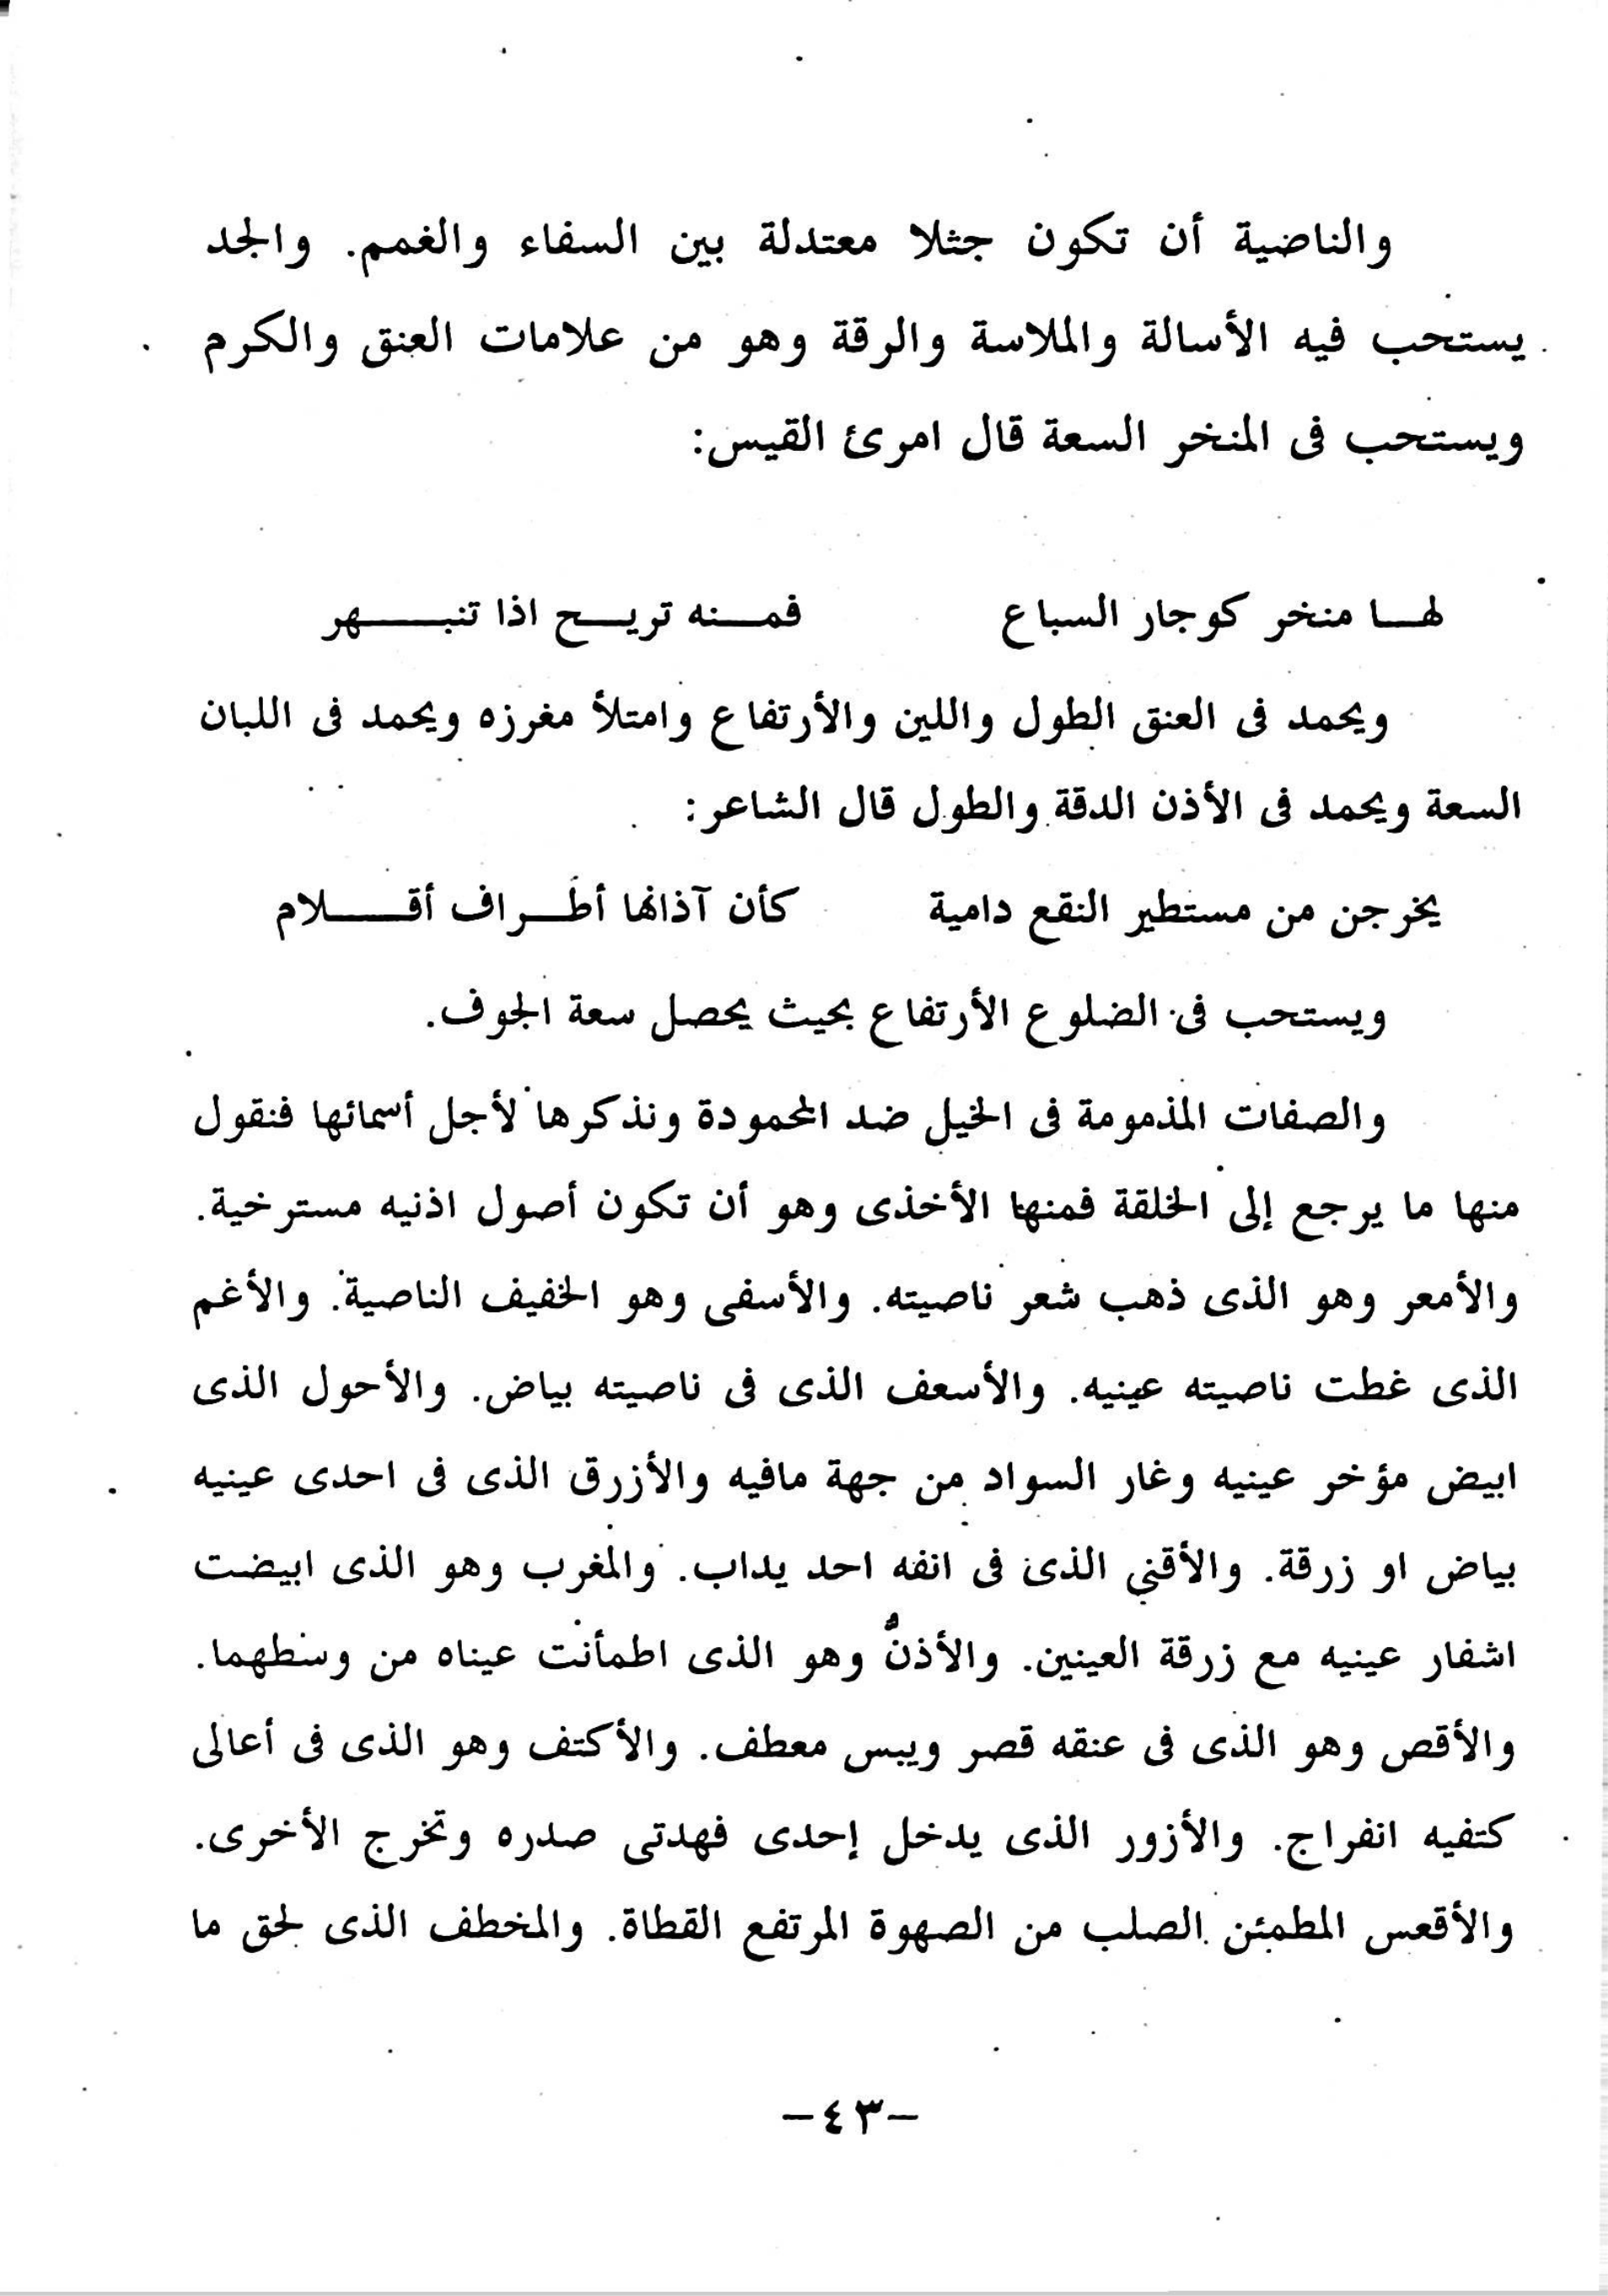 والناضية أن تكون جثلا معتدلة بين السفاء والغمم. والجد
يستحب فيه الأسالة والملاسة والرقة وهو من علامات العنق والكرم
ويستحب فى المنخر السعة قال امرئ القيس:
لهـا منخر كوجار السباع فمـنه تريـح اذا تنبـهر
ويحمد فى العنق الطول واللين والأرتفاع وامتلأ مغرزه ويحمد فى اللبان
السعة ويحمد فى الأذن الدقة والطول قال الشاعر:
يخرجن من مستطير النقع دامية كأن آذانها أطـراف أقـلام
ويستحب فى الضلوع الأرتفاع بحيث يحصل سعة الجوف.
والصفات المذمومة فى الخيل ضد المحمودة ونذكرها لأجل أسمائها فنقول
منها ما يرجع إلى الخلقة فمنها الأخذى وهو أن تكون أصول اذنيه مسترخية.
والأمعر وهو الذى ذهب شعر ناصيته. والأسفى وهو الخفيف الناصية. والأغم
الذى غطت ناصيته عينيه. والأسعف الذى فى ناصيته بياض. والأحول الذى
ابيض مؤخر عينيه وغار السواد من جهة مافيه والأزرق الذى فى احدى عينيه
بياض او زرقة. والأقني الذى فى انفه احد يداب. والمغرب وهو الذى ابيضت
اشفار عينيه مع زرقة العينين. والأذنُّ وهو الذى اطمأنت عيناه من وسطهما.
والأقص وهو الذى فى عنقه قصر ويبس معطف. والأكتف وهو الذى فى أعالى
كتفيه انفراج. والأزور الذى يدخل إحدى فهدتى صدره وتخرج الأخرى.
والأقعس المطمئن الصلب من الصهوة المرتفع القطاة. والمخطف الذى لحق ما
-٤٣-